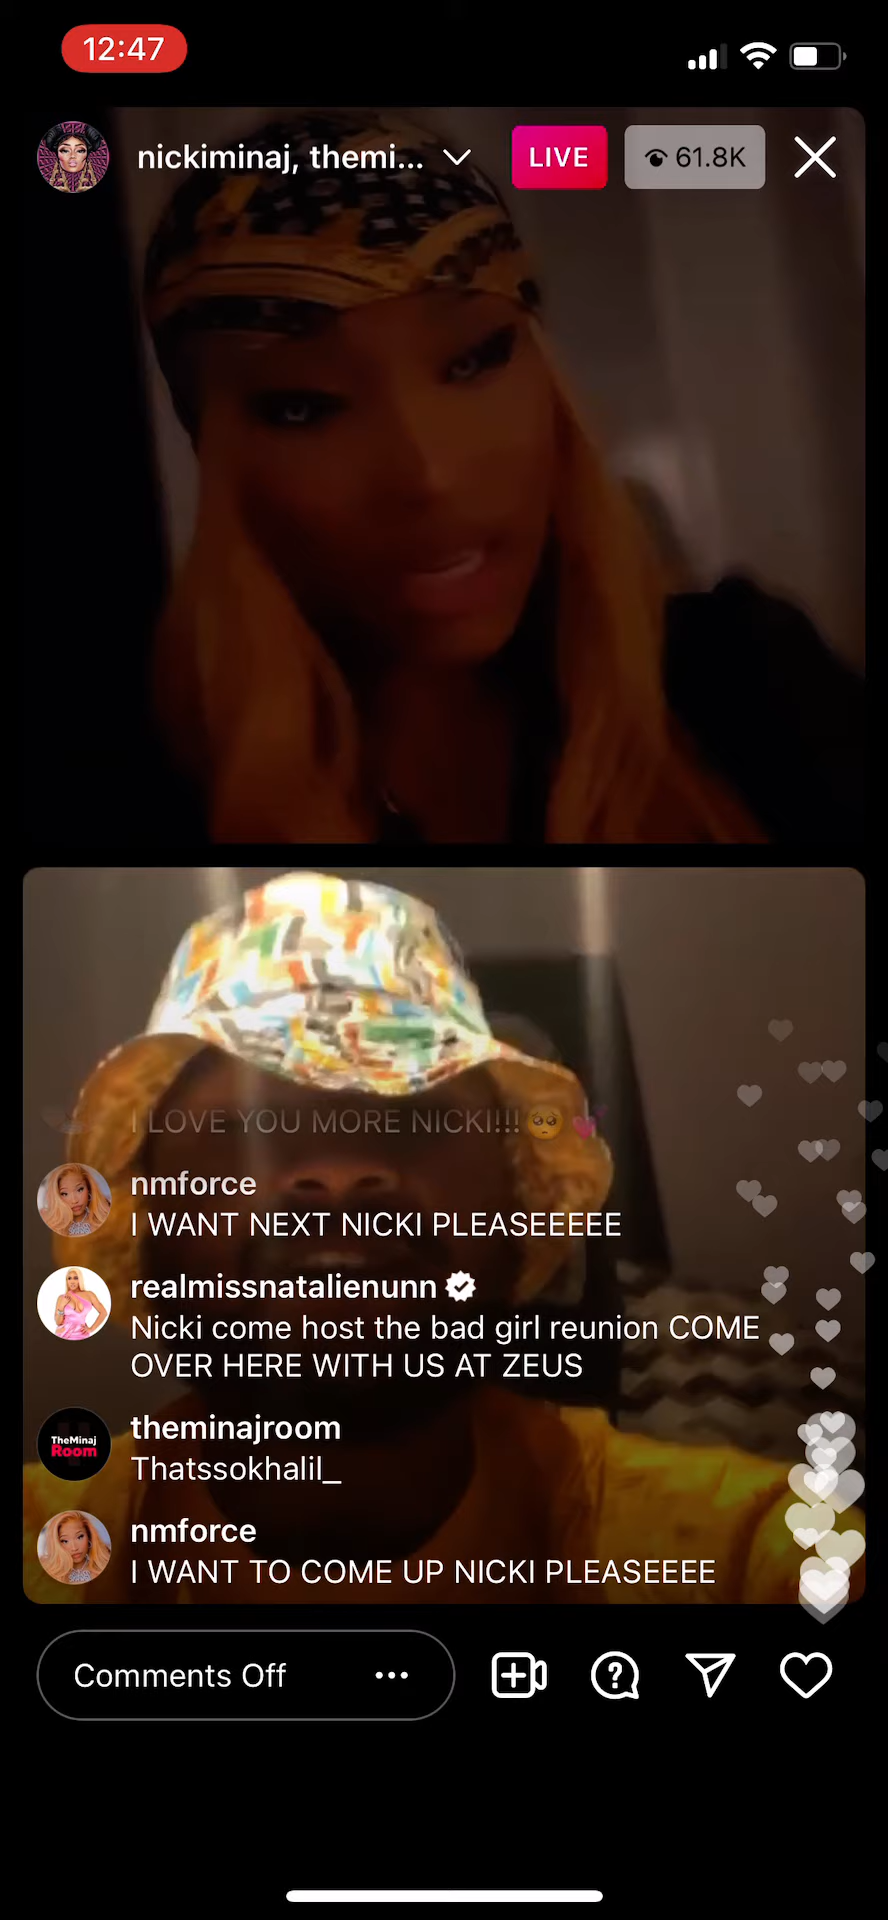 12:47
nickiminaj, themi...
LIVE
61.8K
I LOVE YOU MORE NICKI!!!🥺💕
nmforce
I WANT NEXT NICKI PLEASEEEEE
realmissnatalienunn
Nicki come host the bad girl reunion COME
OVER HERE WITH US AT ZEUS
TheMinaj
Room
theminajroom
Thatssokhalil_
nmforce
I WANT TO COME UP NICKI PLEASEEEE
Comments Off